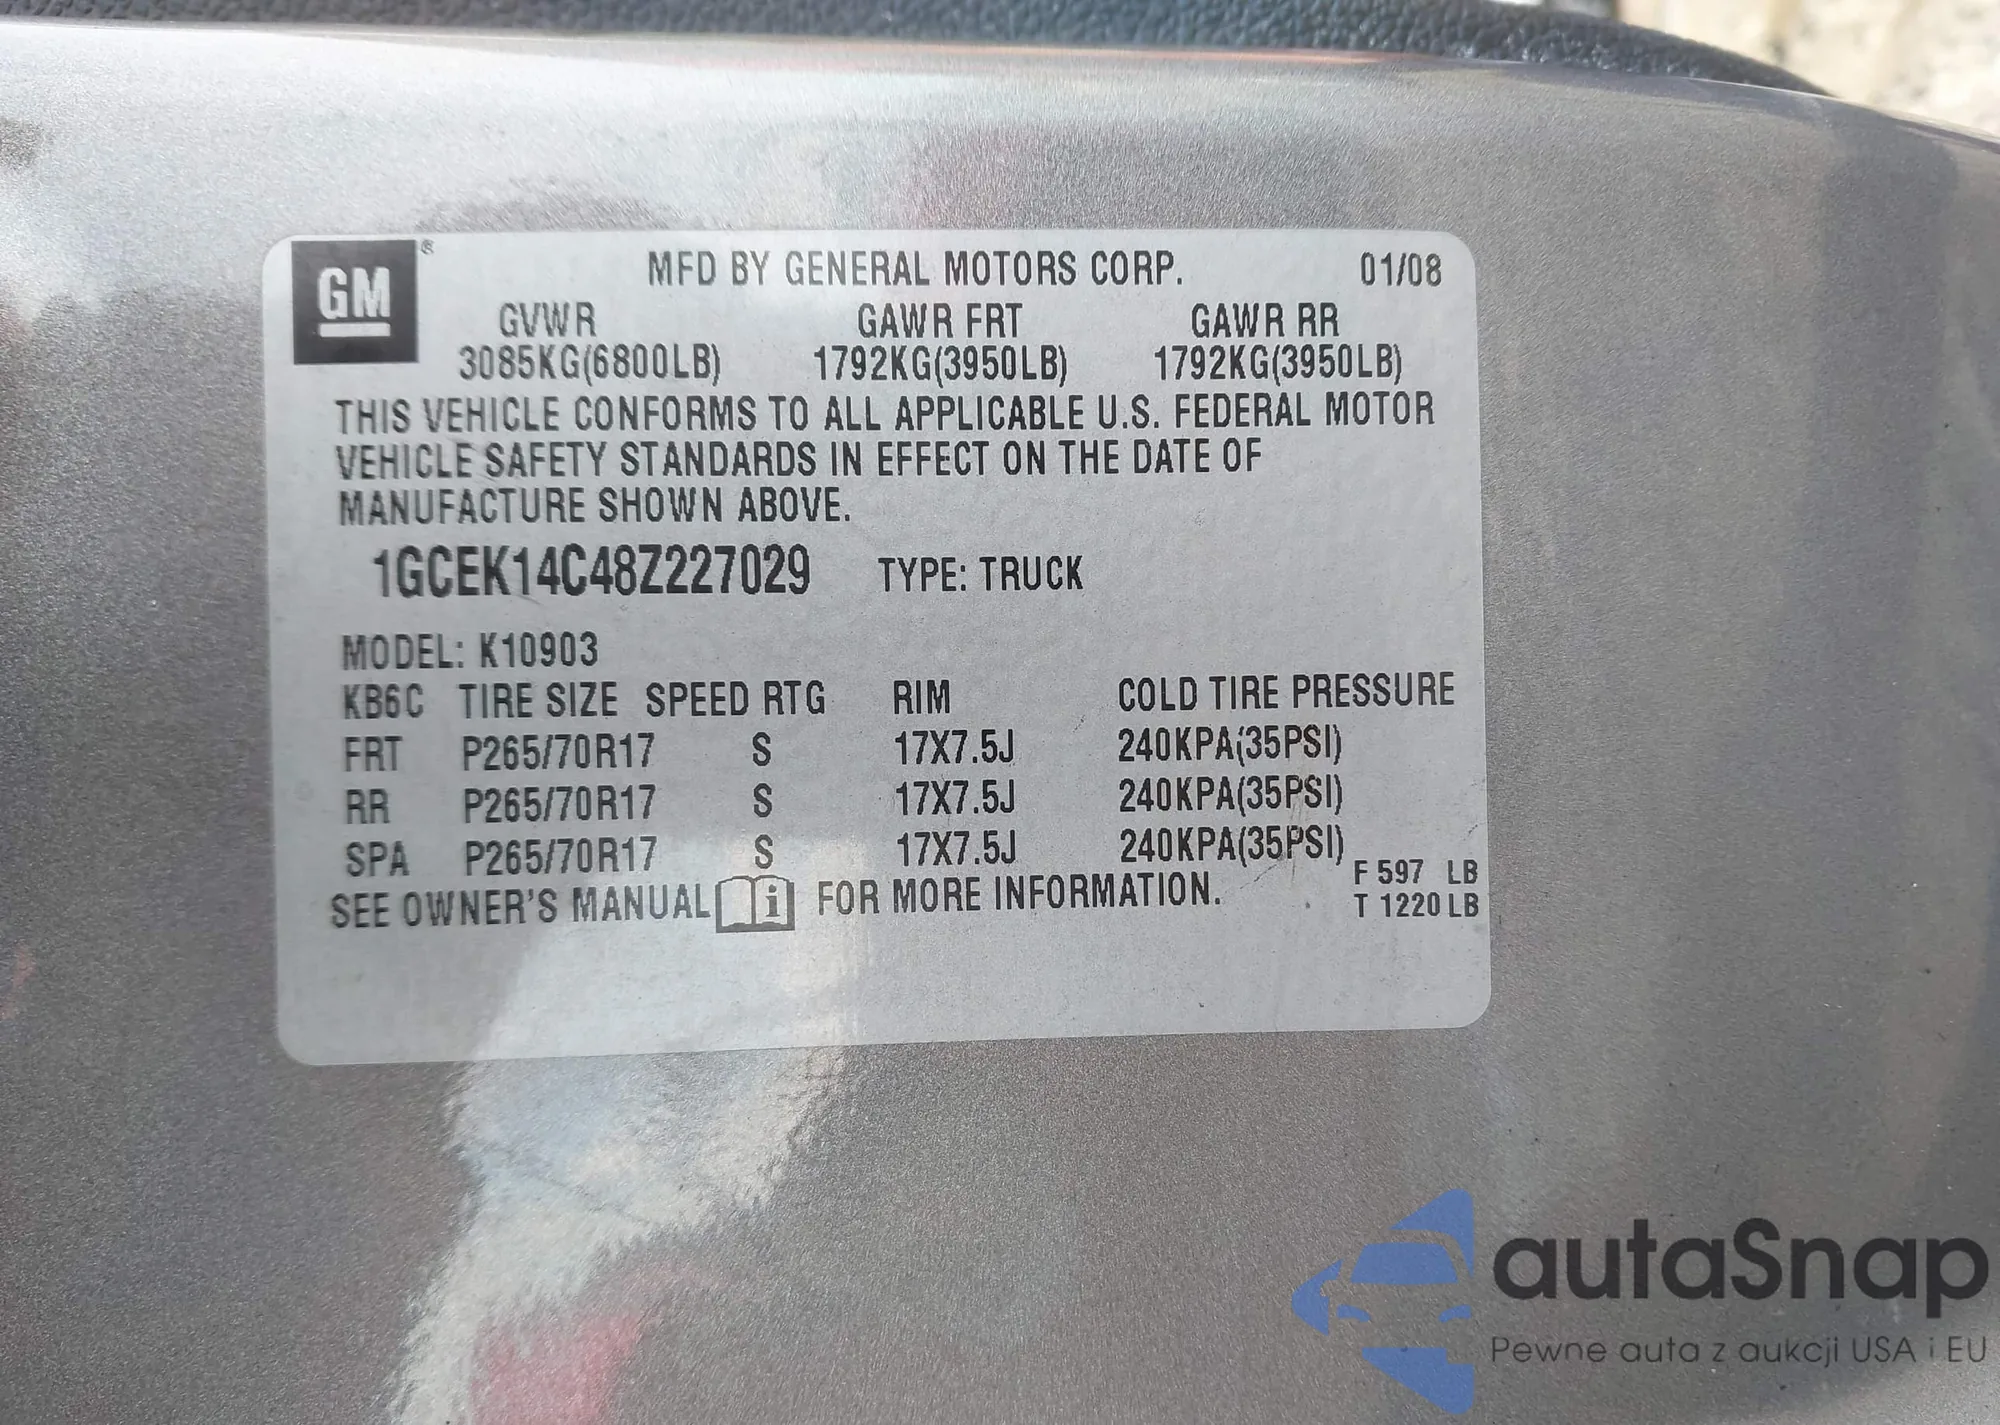 GM ® MFD BY GENERAL MOTORS CORP. 01/08
GVWR GAWR FRT GAWR RR
3085KG(6800LB) 1792KG(3950LB) 1792KG(3950LB)
THIS VEHICLE CONFORMS TO ALL APPLICABLE U.S. FEDERAL MOTOR
VEHICLE SAFETY STANDARDS IN EFFECT ON THE DATE OF
MANUFACTURE SHOWN ABOVE.
1GCEK14C48Z227029 TYPE: TRUCK
MODEL: K10903
KB6C TIRE SIZE SPEED RTG RIM COLD TIRE PRESSURE
FRT P265/70R17 S 17X7.5J 240KPA(35PSI)
RR P265/70R17 S 17X7.5J 240KPA(35PSI)
SPA P265/70R17 S 17X7.5J 240KPA(35PSI)
SEE OWNER'S MANUAL i FOR MORE INFORMATION.
F 597 LB
T 1220 LB
autaSnap
Pewne auta z aukcji USA i EU